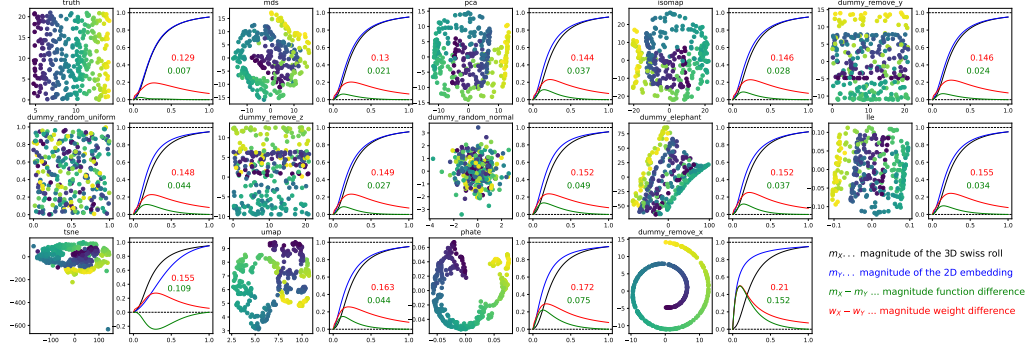 truth
mds
pca
isomap
dummy_remove_y
0.129
0.007
0.13
0.021
0.144
0.037
0.146
0.028
0.146
0.024
dummy_random_uniform
dummy_remove_z
dummy_random_normal
dummy_elephant
lle
0.148
0.044
0.149
0.027
0.152
0.049
0.152
0.037
0.155
0.034
tsne
umap
phate
dummy_remove_x
0.155
0.109
0.163
0.044
0.172
0.075
0.21
0.152
m_X... magnitude of the 3D swiss roll
m_Y... magnitude of the 2D embedding
m_X − m_Y ... magnitude function difference
w_X − w_Y ... magnitude weight difference